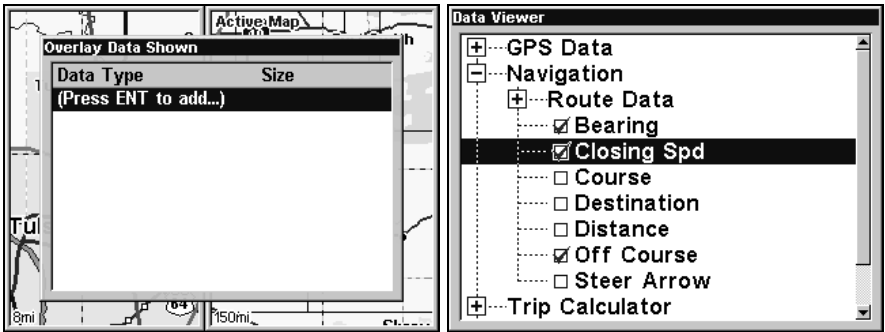 Active Map
Overlay Data Shown
Data Type Size
(Press ENT to add...)
Tul
64
8mi
150mi
Data Viewer
GPS Data
Navigation
Route Data
Bearing
Closing Spd
Course
Destination
Distance
Off Course
Steer Arrow
Trip Calculator